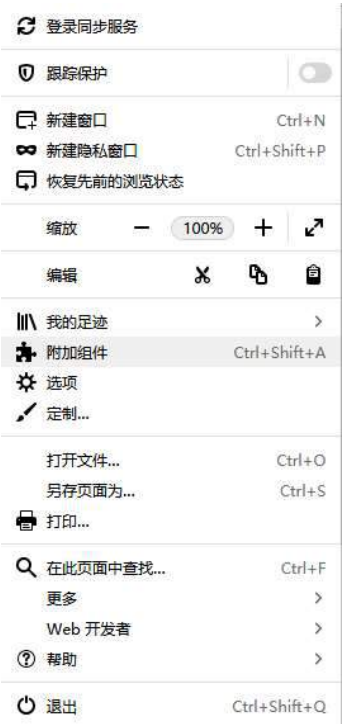 登录同步服务
跟踪保护
新建窗口 Ctrl+N
新建隐私窗口 Ctrl+Shift+P
恢复先前的浏览状态
缩放 100%
编辑
我的足迹
附加组件 Ctrl+Shift+A
选项
定制...
打开文件... Ctrl+O
另存页面为... Ctrl+S
打印...
在此页面中查找... Ctrl+F
更多
Web 开发者
帮助
退出 Ctrl+Shift+Q